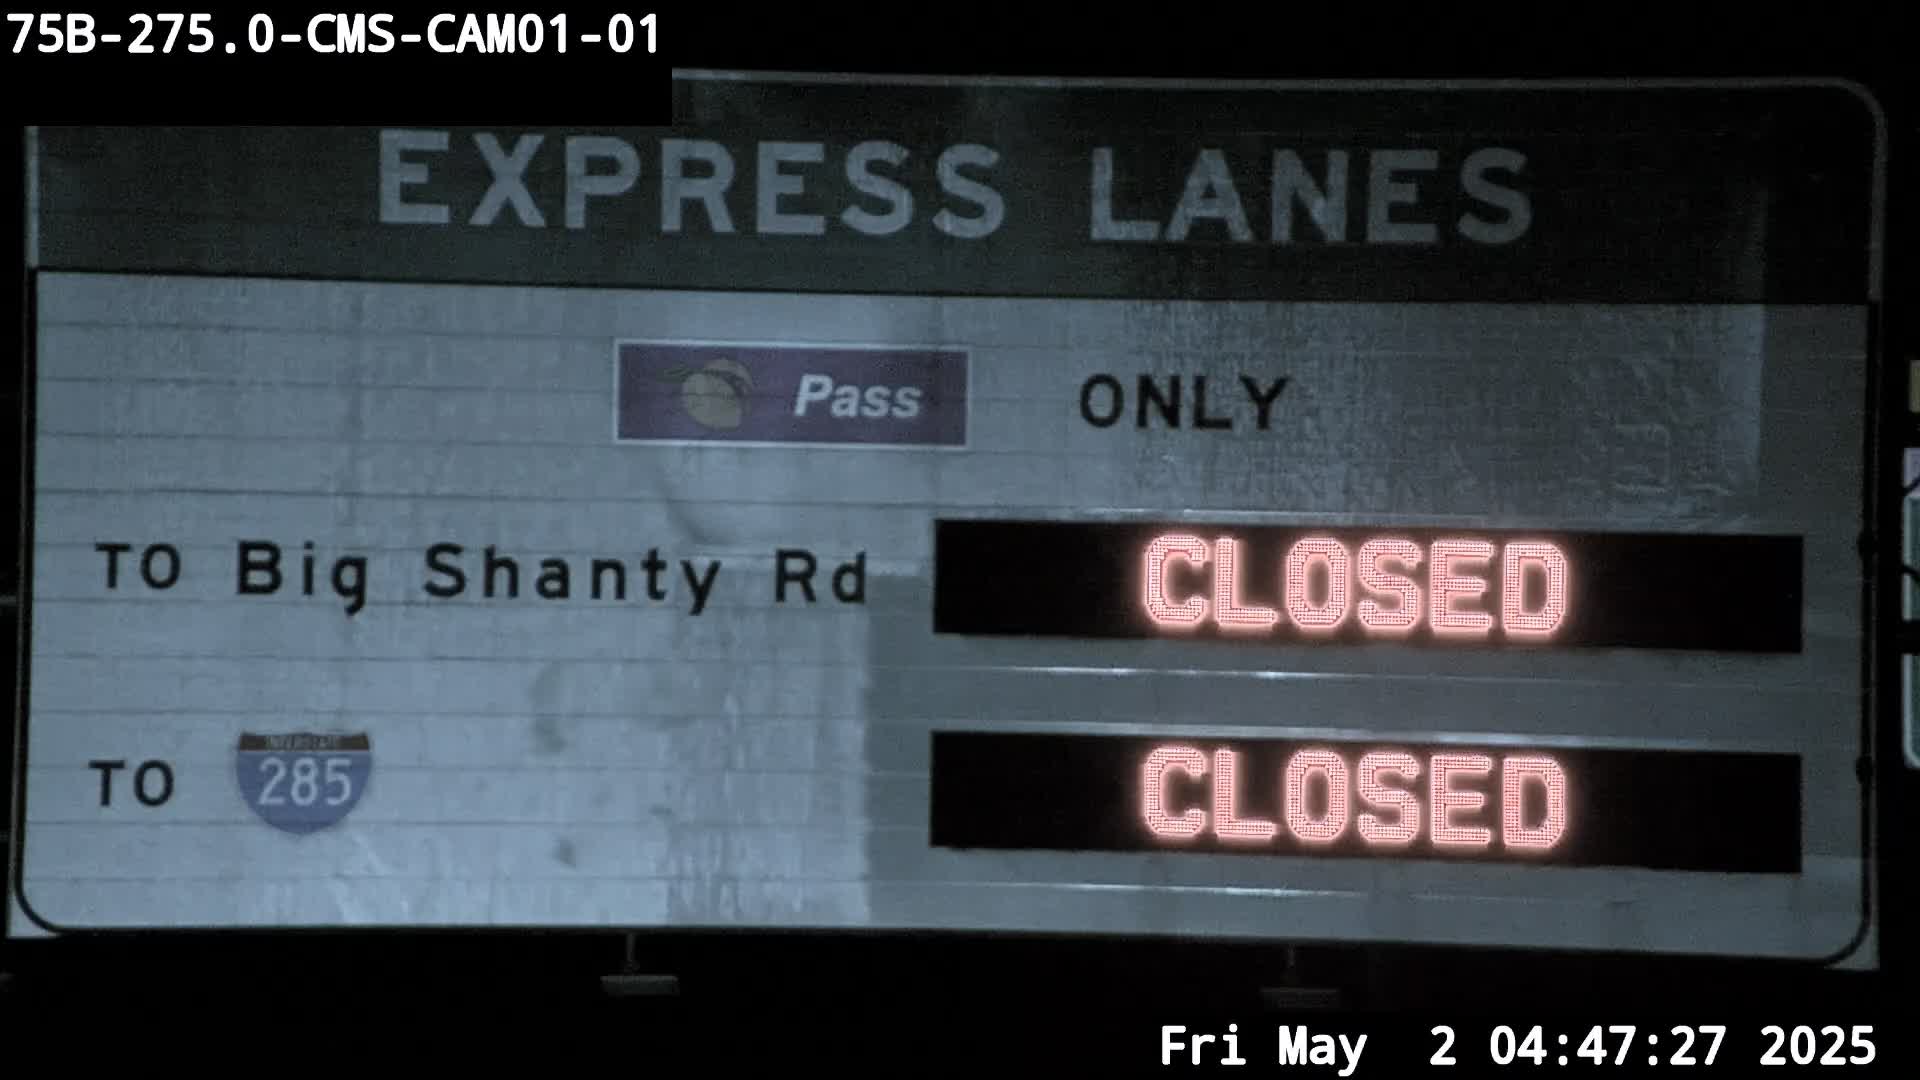 75B-275.0-CMS-CAM01-01
EXPRESS LANES
Pass ONLY
TO Big Shanty Rd CLOSED
INTERSTATE
TO 285 CLOSED
Fri May 2 04:47:27 2025